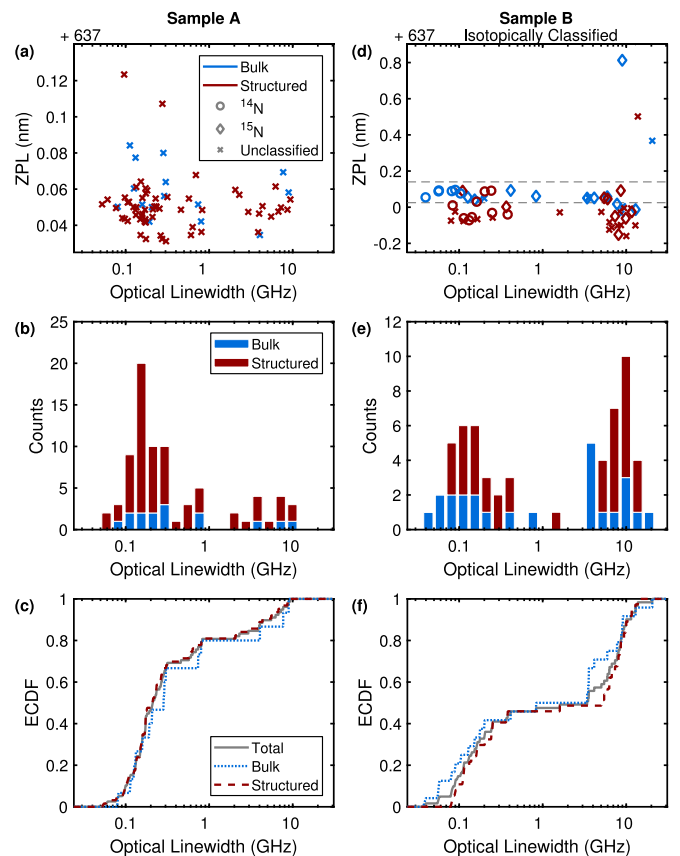 Sample A
Sample B
Isotopically Classified
(a)
+ 637
ZPL (nm)
0.12
0.1
0.08
0.06
0.04
0.1
1
10
Optical Linewidth (GHz)
Bulk
Structured
14N
15N
Unclassified
(d)
+ 637
ZPL (nm)
0.8
0.6
0.4
0.2
0
-0.2
0.1
1
10
Optical Linewidth (GHz)
(b)
Counts
25
20
15
10
5
0
0.1
1
10
Optical Linewidth (GHz)
Bulk
Structured
(e)
Counts
12
10
8
6
4
2
0
0.1
1
10
Optical Linewidth (GHz)
(c)
ECDF
1
0.8
0.6
0.4
0.2
0
0.1
1
10
Optical Linewidth (GHz)
Total
Bulk
Structured
(f)
ECDF
1
0.8
0.6
0.4
0.2
0
0.1
1
10
Optical Linewidth (GHz)